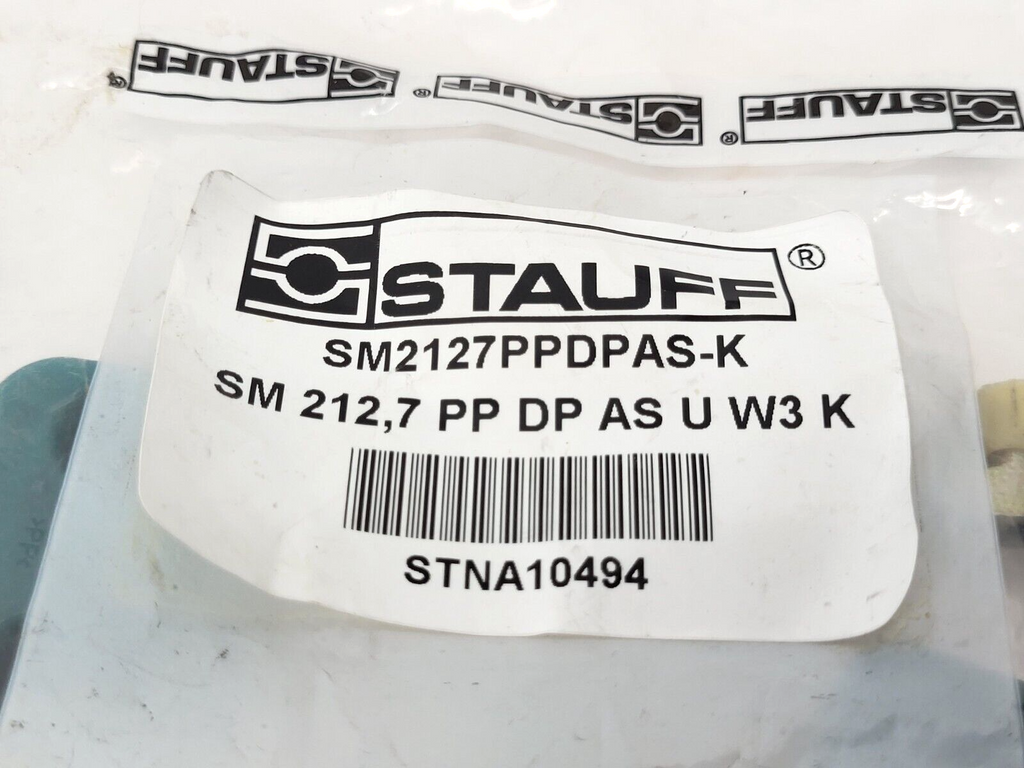 STAUFF ® STAUFF ® STAUFF ®
STAUFF ®
SM2127PPDPAS-K
SM 212,7 PP DP AS U W3 K
STNA10494